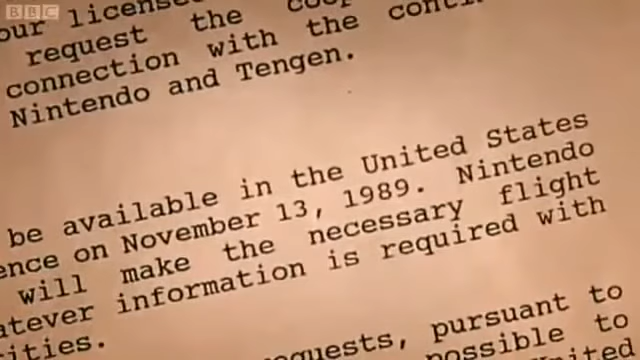 BBC
our license
request the
connection with the
Nintendo and Tengen.
be available in the United States
ence on November 13, 1989. Nintendo
will make the necessary flight
atever information is required with
ities.
quests, pursuant to
possible to